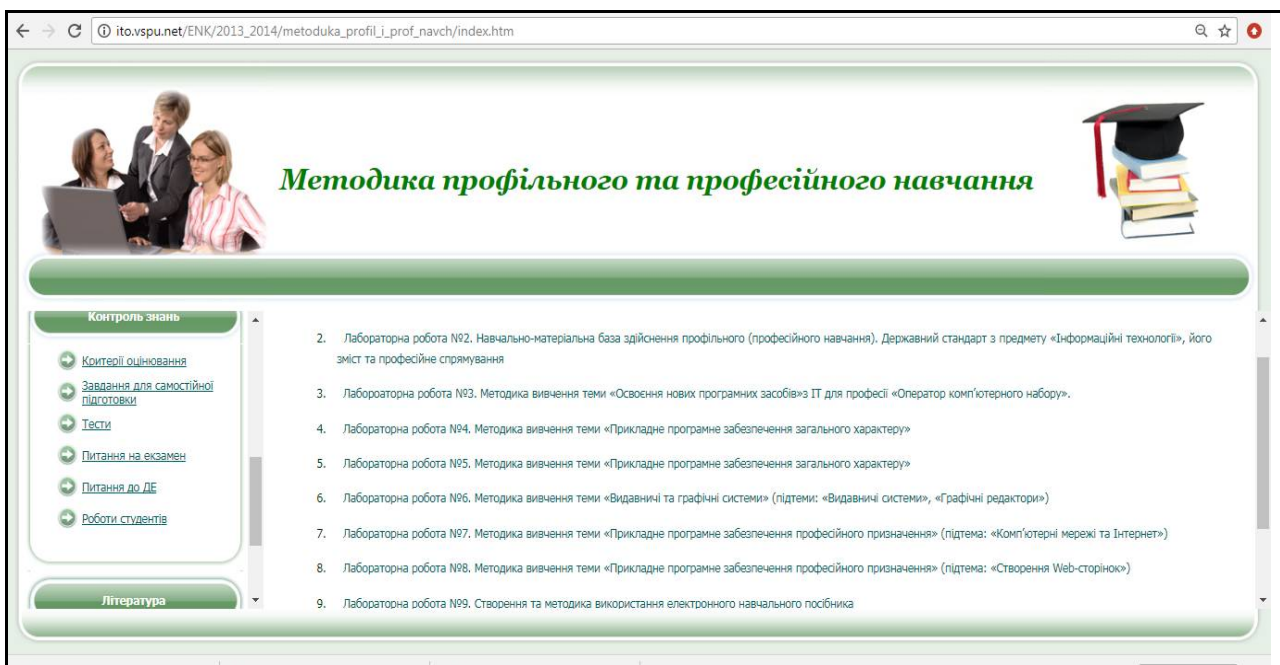 ito.vspu.net/ENK/2013_2014/metoduka_profil_i_prof_navch/index.htm
Методика профільного та професійного навчання
Контроль знань
Критерії оцінювання
Завдання для самостійної
підготовки
Тести
Питання на екзамен
Питання до ДЕ
Роботи студентів
Література
2. Лабораторна робота №2. Навчально-матеріальна база здійснення профільного (професійного навчання). Державний стандарт з предмету «Інформаційні технології», його
зміст та професійне спрямування
3. Лабороаторна робота №3. Методика вивчення теми «Освоєння нових програмних засобів»з ІТ для професії «Оператор комп'ютерного набору».
4. Лабораторна робота №4. Методика вивчення теми «Прикладне програмне забезпечення загального характеру»
5. Лабораторна робота №5. Методика вивчення теми «Прикладне програмне забезпечення загального характеру»
6. Лабораторна робота №6. Методика вивчення теми «Видавничі та графічні системи» (підтеми: «Видавничі системи», «Графічні редактори»)
7. Лабораторна робота №7. Методика вивчення теми «Прикладне програмне забезпечення професійного призначення» (підтема: «Комп'ютерні мережі та Інтернет»)
8. Лабораторна робота №8. Методика вивчення теми «Прикладне програмне забезпечення професійного призначення» (підтема: «Створення Web-сторінок»)
9. Лабораторна робота №9. Створення та методика використання електронного навчального посібника